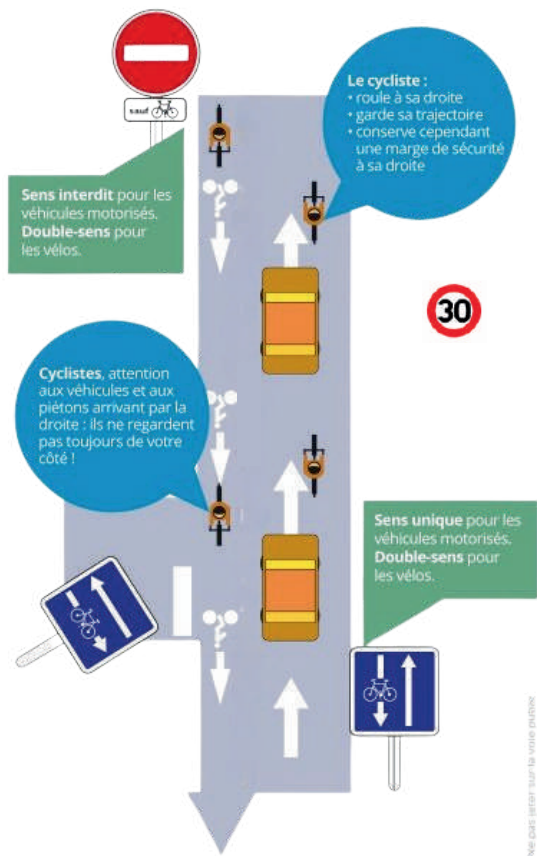 sauf
Sens interdit pour les
véhicules motorisés.
Double-sens pour
les vélos.
Le cycliste :
• roule à sa droite
• garde sa trajectoire
• conserve cependant
une marge de sécurité
à sa droite
30
Cyclistes, attention
aux véhicules et aux
piétons arrivant par la
droite : ils ne regardent
pas toujours de votre
côté !
Sens unique pour les
véhicules motorisés.
Double-sens pour
les vélos.
Ne pas jeter sur la voie public